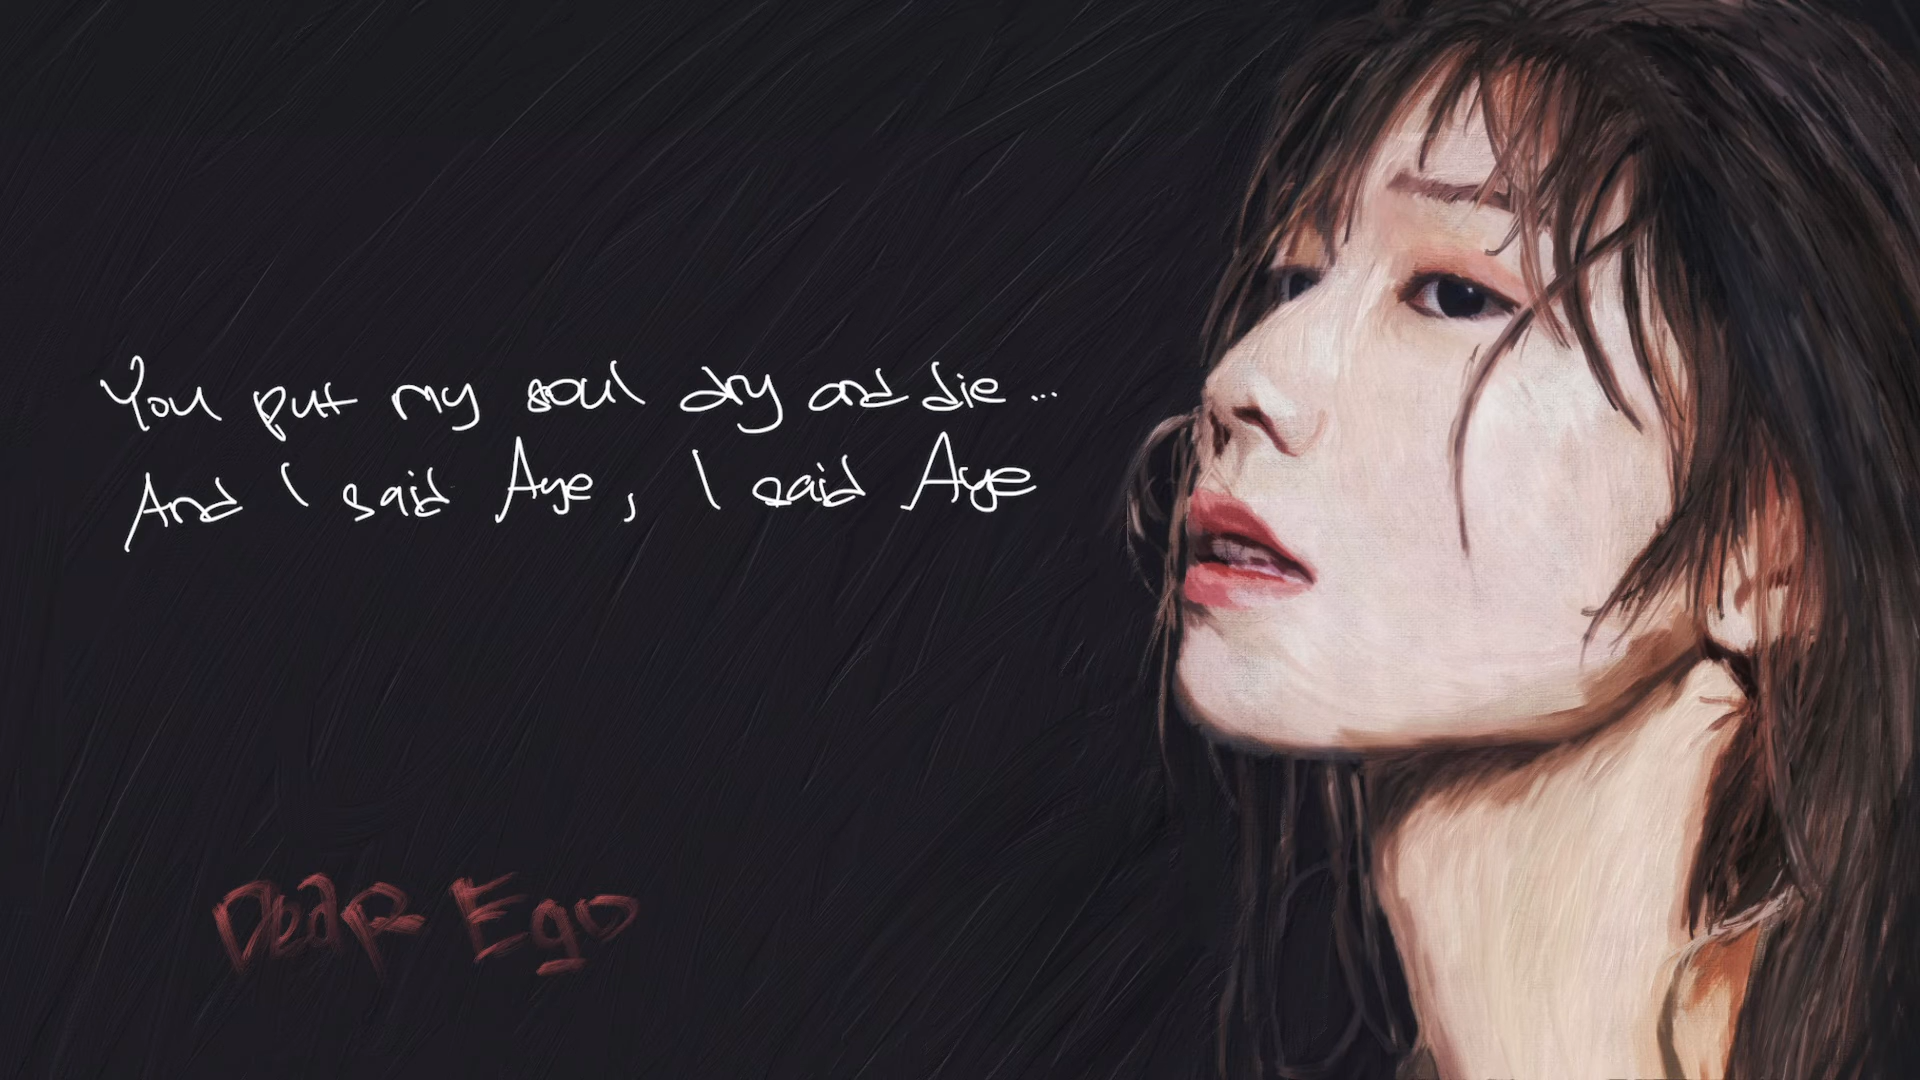 You put my soul dry and die...
And I said Aye, I said Aye
Dear Ego